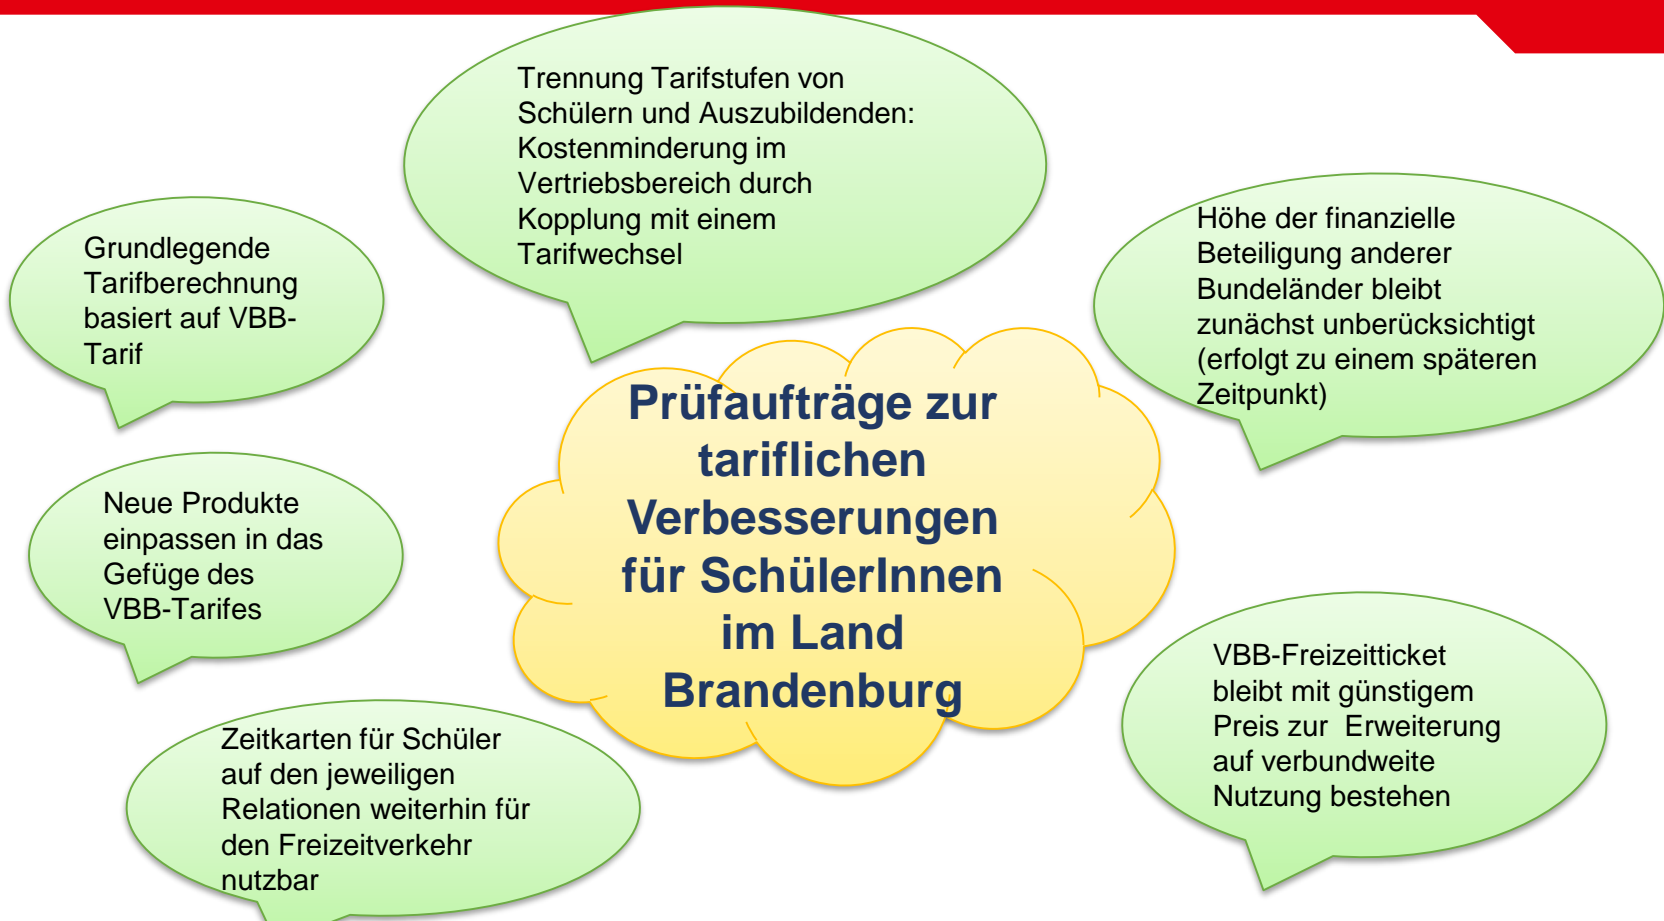 Trennung Tarifstufen von
Schülern und Auszubildenden:
Kostenminderung im
Vertriebsbereich durch
Kopplung mit einem
Tarifwechsel
Grundlegende
Tarifberechnung
basiert auf VBB-
Tarif
Höhe der finanzielle
Beteiligung anderer
Bundeländer bleibt
zunächst unberücksichtigt
(erfolgt zu einem späteren
Zeitpunkt)
Prüfaufträge zur
tariflichen
Verbesserungen
für SchülerInnen
im Land
Brandenburg
Neue Produkte
einpassen in das
Gefüge des
VBB-Tarifes
VBB-Freizeitticket
bleibt mit günstigem
Preis zur  Erweiterung
auf verbundweite
Nutzung bestehen
Zeitkarten für Schüler
auf den jeweiligen
Relationen weiterhin für
den Freizeitverkehr
nutzbar